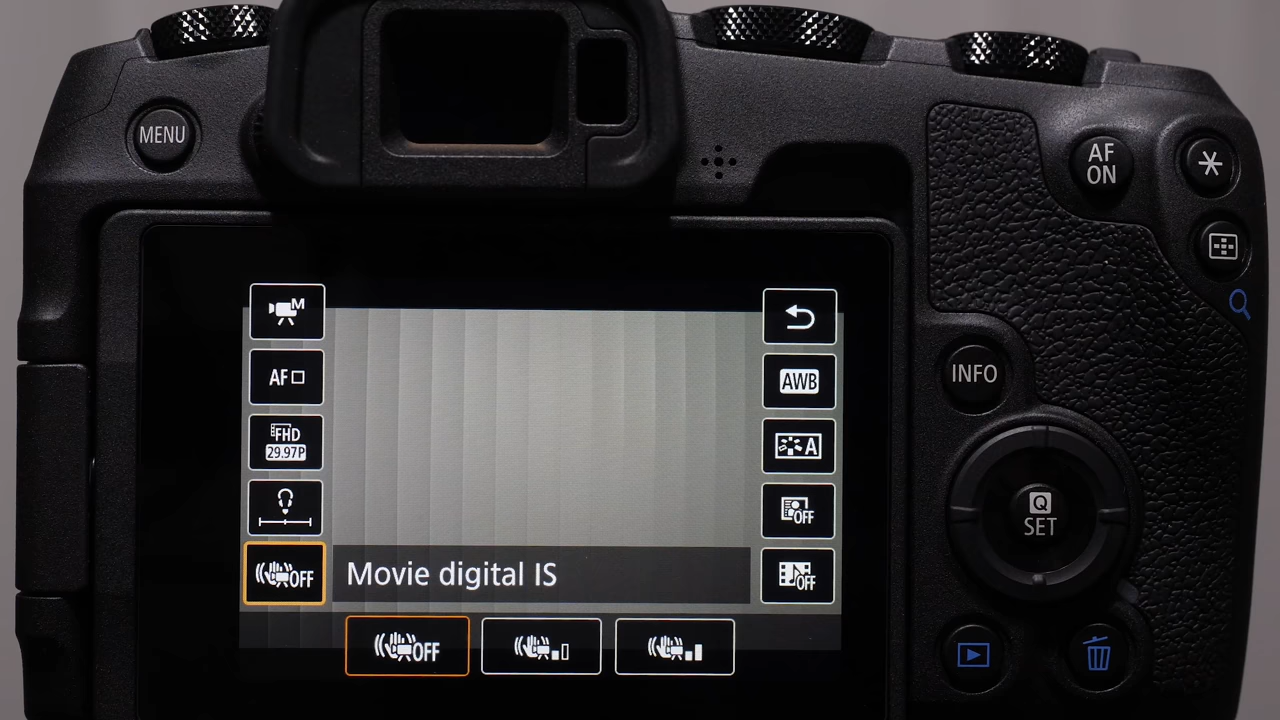 MENU
AF
ON
M
AF
AWB
INFO
FHD
29.97P
A
OFF
Q
SET
OFF
Movie digital IS
OFF
OFF